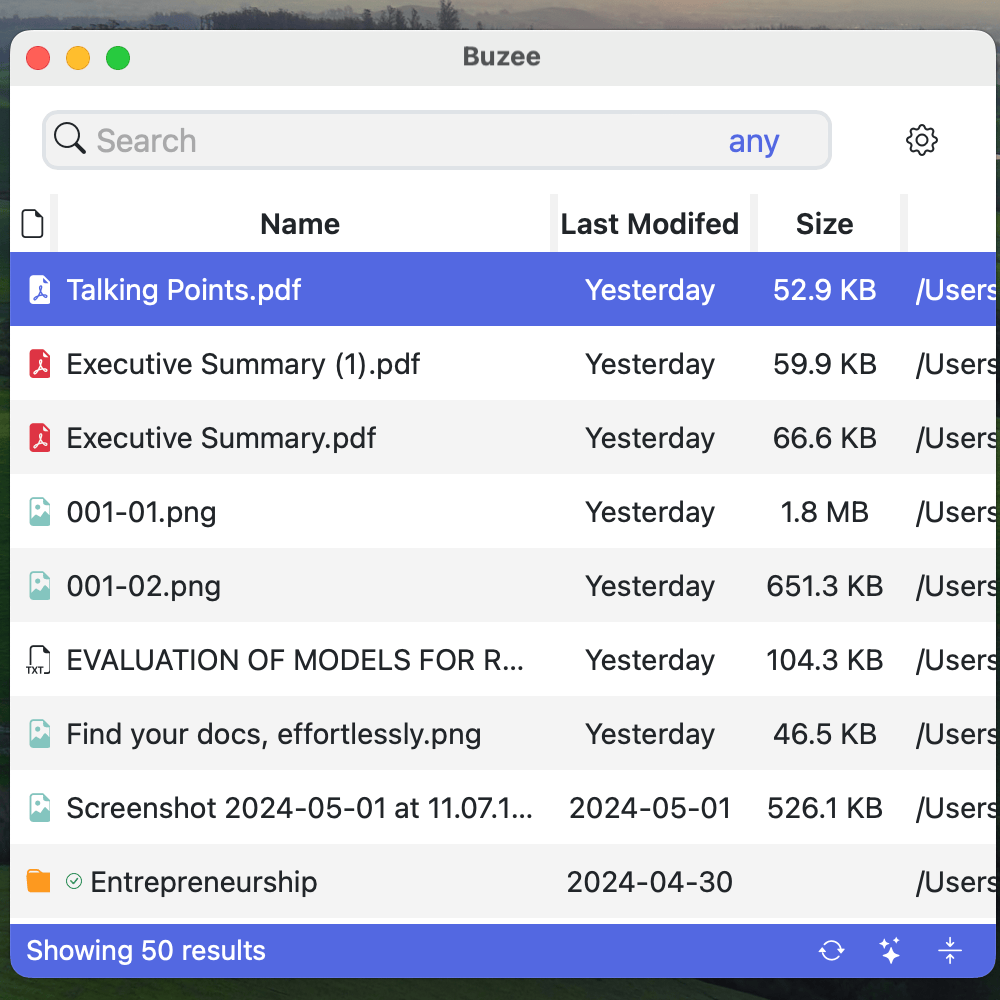 Buzee
Search any
Name Last Modifed Size
Talking Points.pdf Yesterday 52.9 KB /Users
Executive Summary (1).pdf Yesterday 59.9 KB /Users
Executive Summary.pdf Yesterday 66.6 KB /Users
001-01.png Yesterday 1.8 MB /Users
001-02.png Yesterday 651.3 KB /Users
TXT EVALUATION OF MODELS FOR R... Yesterday 104.3 KB /Users
Find your docs, effortlessly.png Yesterday 46.5 KB /Users
Screenshot 2024-05-01 at 11.07.1... 2024-05-01 526.1 KB /Users
Entrepreneurship 2024-04-30 /Users
Showing 50 results